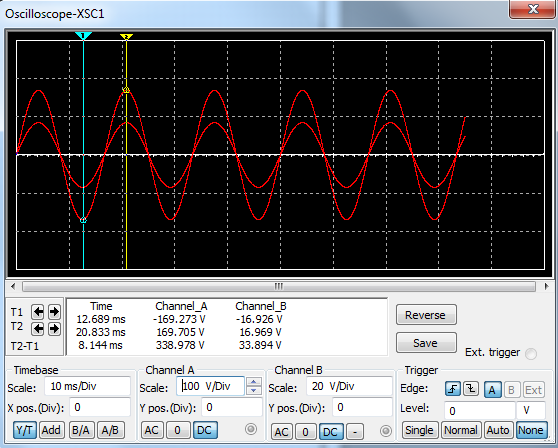 Oscilloscope-XSC1
1 2
T1
T2
T2-T1
Time Channel_A Channel_B
12.689 ms -169.273 V -16.926 V
20.833 ms 169.705 V 16.969 V
8.144 ms 338.978 V 33.894 V
Reverse
Save
Ext. trigger
Timebase
Scale: 10 ms/Div
X pos.(Div): 0
Y/T Add B/A A/B
Channel A
Scale: 100 V/Div
Y pos.(Div): 0
AC 0 DC
Channel B
Scale: 20 V/Div
Y pos.(Div): 0
AC 0 DC -
Trigger
Edge: A B Ext
Level: 0 V
Single Normal Auto None